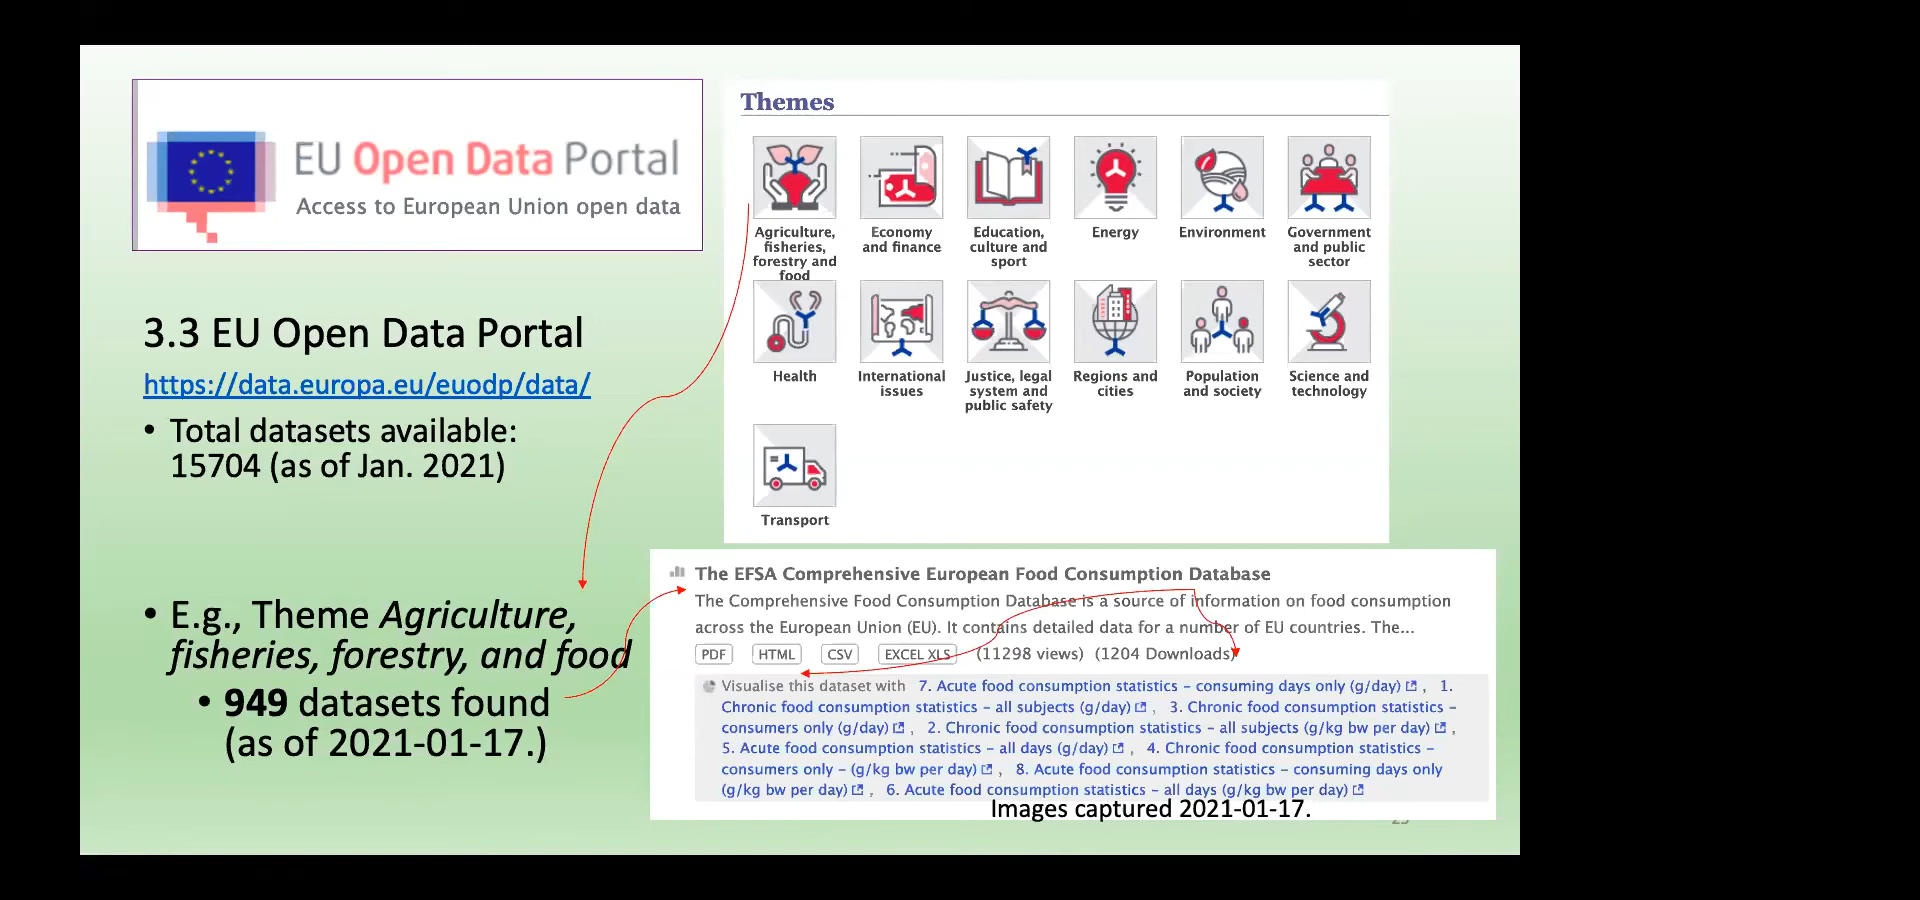 EU Open Data Portal
Access to European Union open data
3.3 EU Open Data Portal
https://data.europa.eu/euodp/data/
• Total datasets available:
15704 (as of Jan. 2021)
• E.g., Theme Agriculture,
fisheries, forestry, and food
• 949 datasets found
(as of 2021-01-17.)
Themes
Agriculture,
fisheries,
forestry and
food
Economy
and finance
Education,
culture and
sport
Energy
Environment
Government
and public
sector
Health
International
issues
Justice, legal
system and
public safety
Regions and
cities
Population
and society
Science and
technology
Transport
The EFSA Comprehensive European Food Consumption Database
The Comprehensive Food Consumption Database is a source of information on food consumption
across the European Union (EU). It contains detailed data for a number of EU countries. The...
PDF HTML CSV EXCEL XLS (11298 views) (1204 Downloads)
Visualise this dataset with 7. Acute food consumption statistics – consuming days only (g/day) , 1.
Chronic food consumption statistics – all subjects (g/day) , 3. Chronic food consumption statistics –
consumers only (g/day) , 2. Chronic food consumption statistics – all subjects (g/kg bw per day) ,
5. Acute food consumption statistics – all days (g/day) , 4. Chronic food consumption statistics –
consumers only – (g/kg bw per day) , 8. Acute food consumption statistics – consuming days only
(g/kg bw per day) , 6. Acute food consumption statistics – all days (g/kg bw per day)
Images captured 2021-01-17.